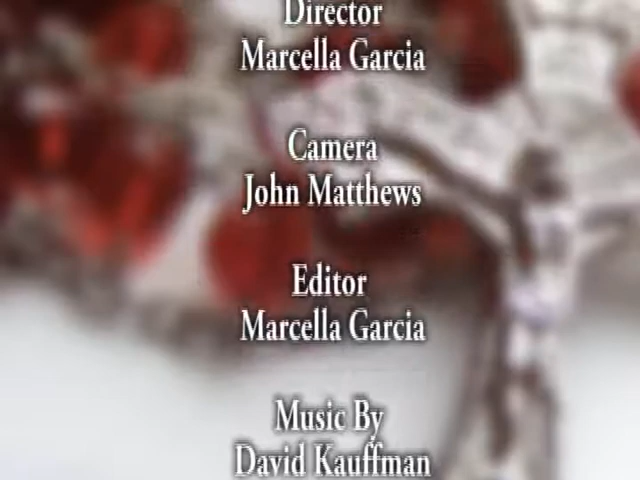 Director
Marcella Garcia
Camera
John Matthews
Editor
Marcella Garcia
Music By
David Kauffman